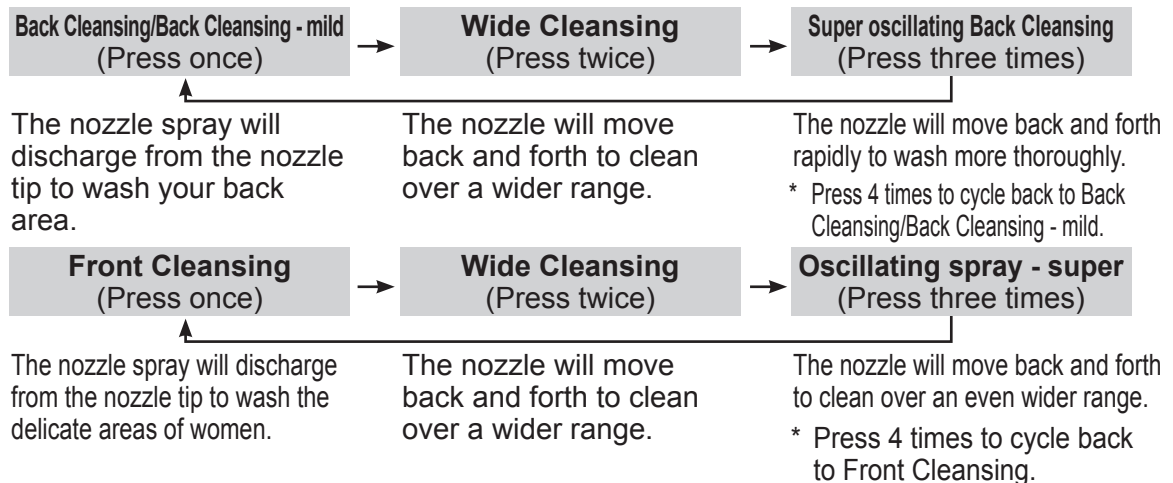 Back Cleansing/Back Cleansing - mild
(Press once)
Wide Cleansing
(Press twice)
Super oscillating Back Cleansing
(Press three times)
The nozzle spray will
discharge from the nozzle
tip to wash your back
area.
The nozzle will move
back and forth to clean
over a wider range.
The nozzle will move back and forth
rapidly to wash more thoroughly.
* Press 4 times to cycle back to Back
Cleansing/Back Cleansing - mild.
Front Cleansing
(Press once)
Wide Cleansing
(Press twice)
Oscillating spray - super
(Press three times)
The nozzle spray will discharge
from the nozzle tip to wash the
delicate areas of women.
The nozzle will move
back and forth to clean
over a wider range.
The nozzle will move back and forth
to clean over an even wider range.
* Press 4 times to cycle back
to Front Cleansing.